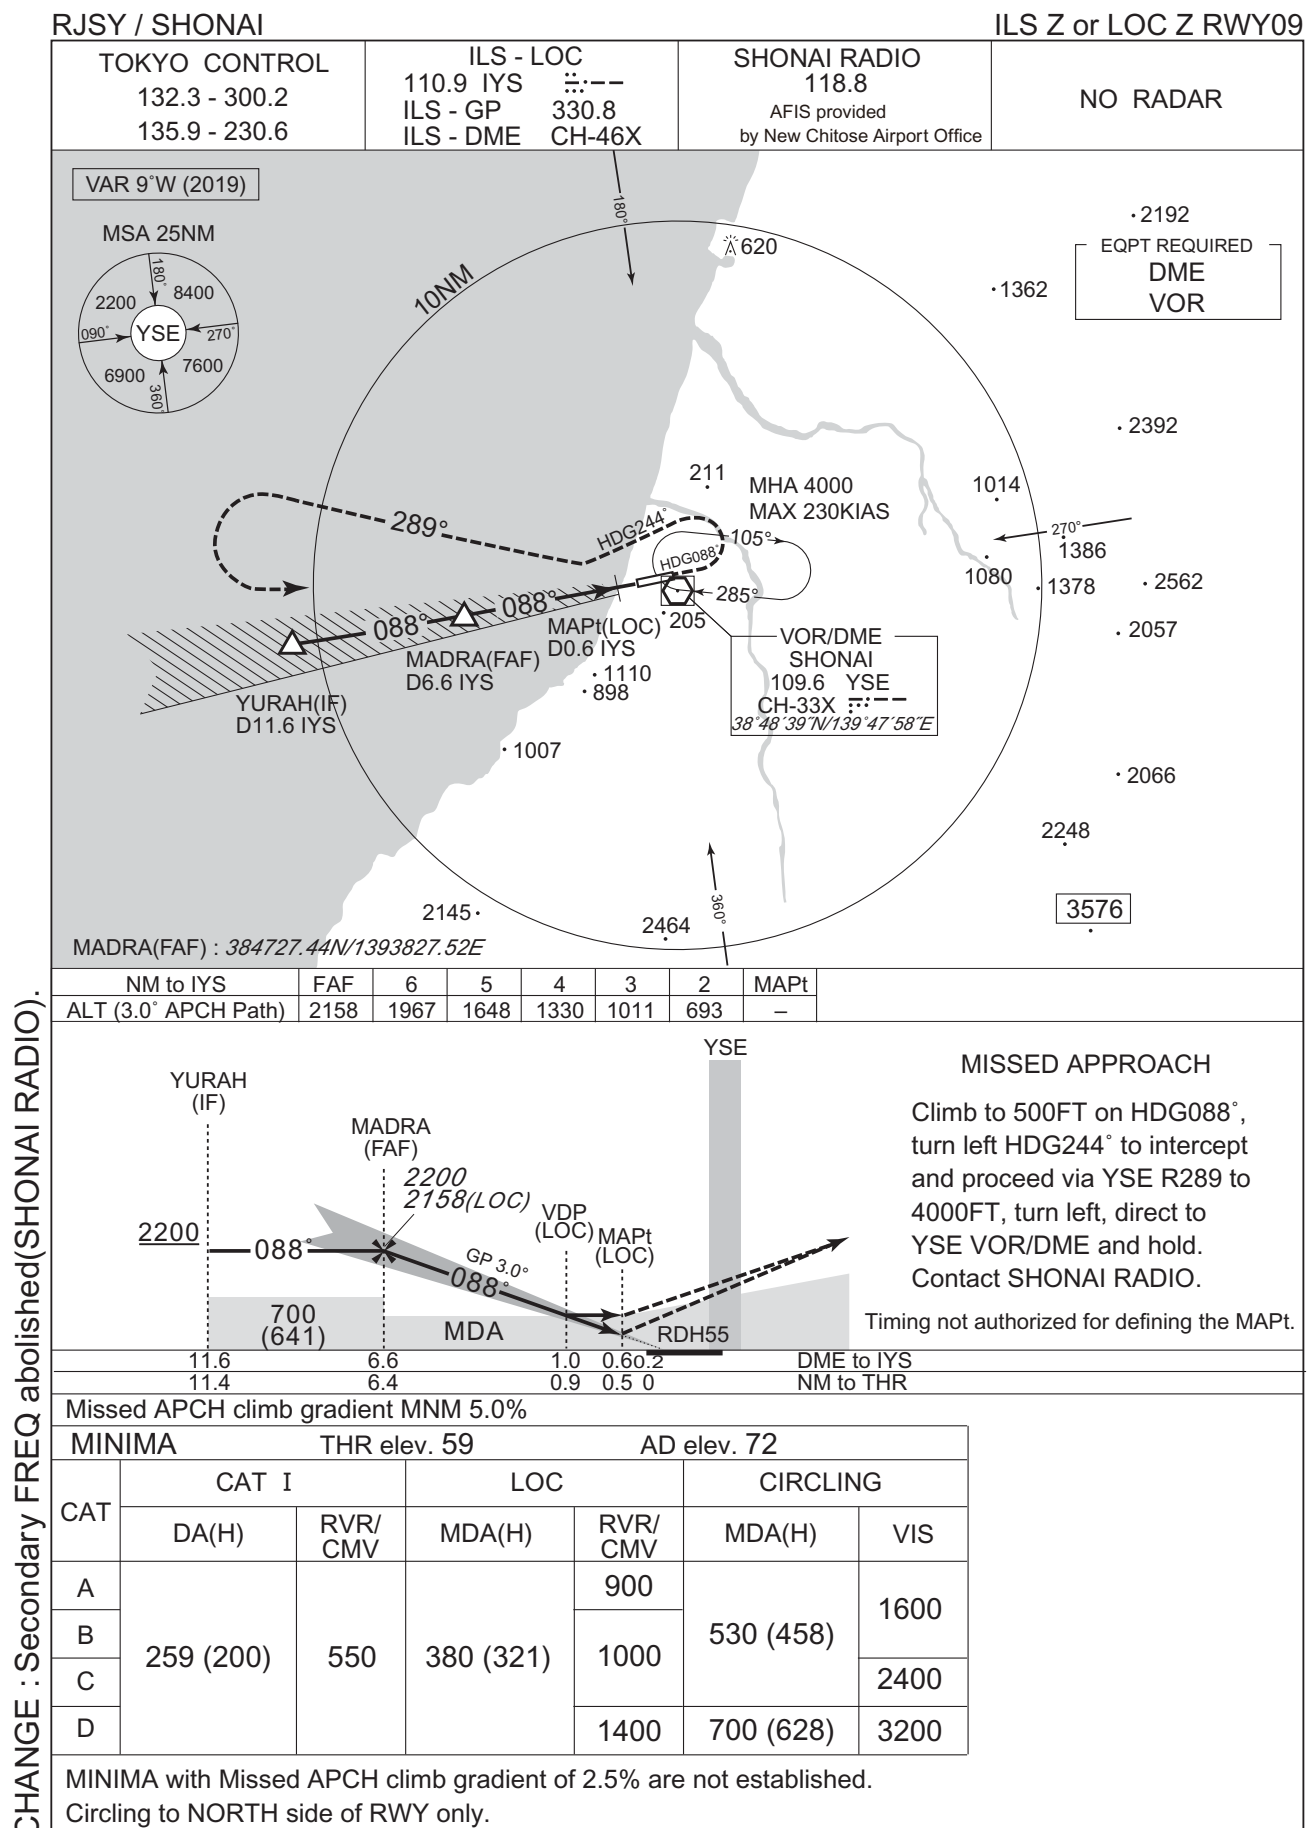 RJSY / SHONAI
ILS Z or LOC Z RWY09
TOKYO CONTROL
132.3 - 300.2
135.9 - 230.6
ILS - LOC
110.9 IYS
ILS - GP 330.8
ILS - DME CH-46X
SHONAI RADIO
118.8
AFIS provided
by New Chitose Airport Office
NO RADAR
VAR 9°W (2019)
MSA 25NM
180°
2200
8400
090°
YSE
270°
6900
7600
360°
10NM
180°
620
2192
EQPT REQUIRED
DME
VOR
1362
2392
211
MHA 4000
MAX 230KIAS
1014
270°
1386
1080
1378
2562
2057
289°
HDG244°
HDG088°
105°
285°
088°
088°
205
MAPt(LOC)
D0.6 IYS
MADRA(FAF)
D6.6 IYS
YURAH(IF)
D11.6 IYS
1110
898
1007
VOR/DME
SHONAI
109.6 YSE
CH-33X
38°48´39˝N/139°47´58˝E
2066
2248
3576
360°
2145
2464
MADRA(FAF) : 384727.44N/1393827.52E
NM to IYS FAF 6 5 4 3 2 MAPt
ALT (3.0° APCH Path) 2158 1967 1648 1330 1011 693 –
YURAH
(IF)
MADRA
(FAF)
2200
2158(LOC)
VDP
(LOC)
MAPt
(LOC)
YSE
2200
088°
GP 3.0°
088°
700
(641)
MDA
RDH55
11.6 6.6 1.0 0.6 0.2 DME to IYS
11.4 6.4 0.9 0.5 0 NM to THR
MISSED APPROACH
Climb to 500FT on HDG088°,
turn left HDG244° to intercept
and proceed via YSE R289 to
4000FT, turn left, direct to
YSE VOR/DME and hold.
Contact SHONAI RADIO.
Timing not authorized for defining the MAPt.
Missed APCH climb gradient MNM 5.0%
MINIMA THR elev. 59 AD elev. 72
CAT
CAT I
LOC
CIRCLING
DA(H)
RVR/
CMV
MDA(H)
RVR/
CMV
MDA(H)
VIS
A
B
C
D
259 (200)
550
380 (321)
900
1000
1400
530 (458)
700 (628)
1600
2400
3200
MINIMA with Missed APCH climb gradient of 2.5% are not established.
Circling to NORTH side of RWY only.
CHANGE : Secondary FREQ abolished(SHONAI RADIO).